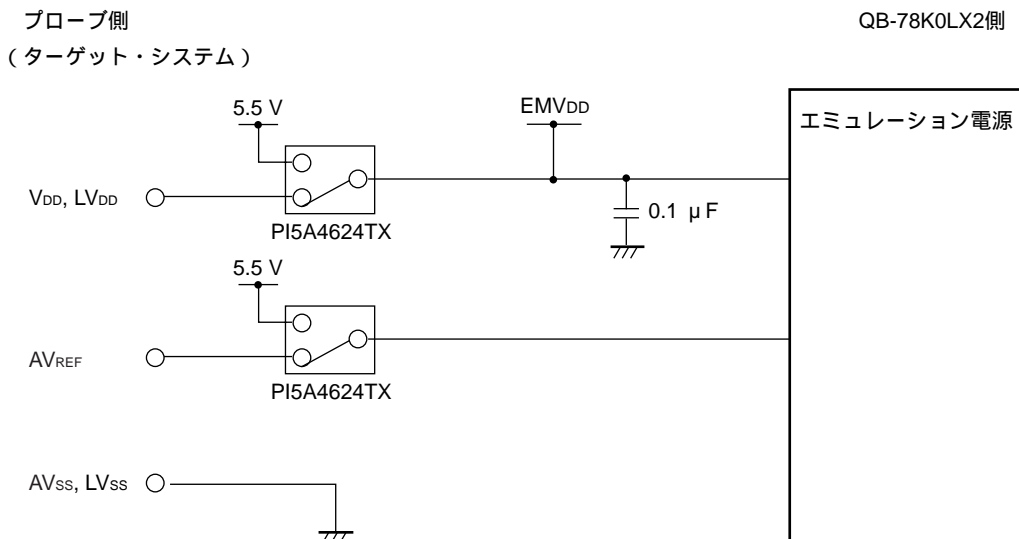 プローブ側
QB-78K0LX2側
(ターゲット・システム)
5.5 V
EMVDD
エミュレーション電源
VDD, LVDD
0.1 μF
PI5A4624TX
5.5 V
AVREF
PI5A4624TX
AVSS, LVSS